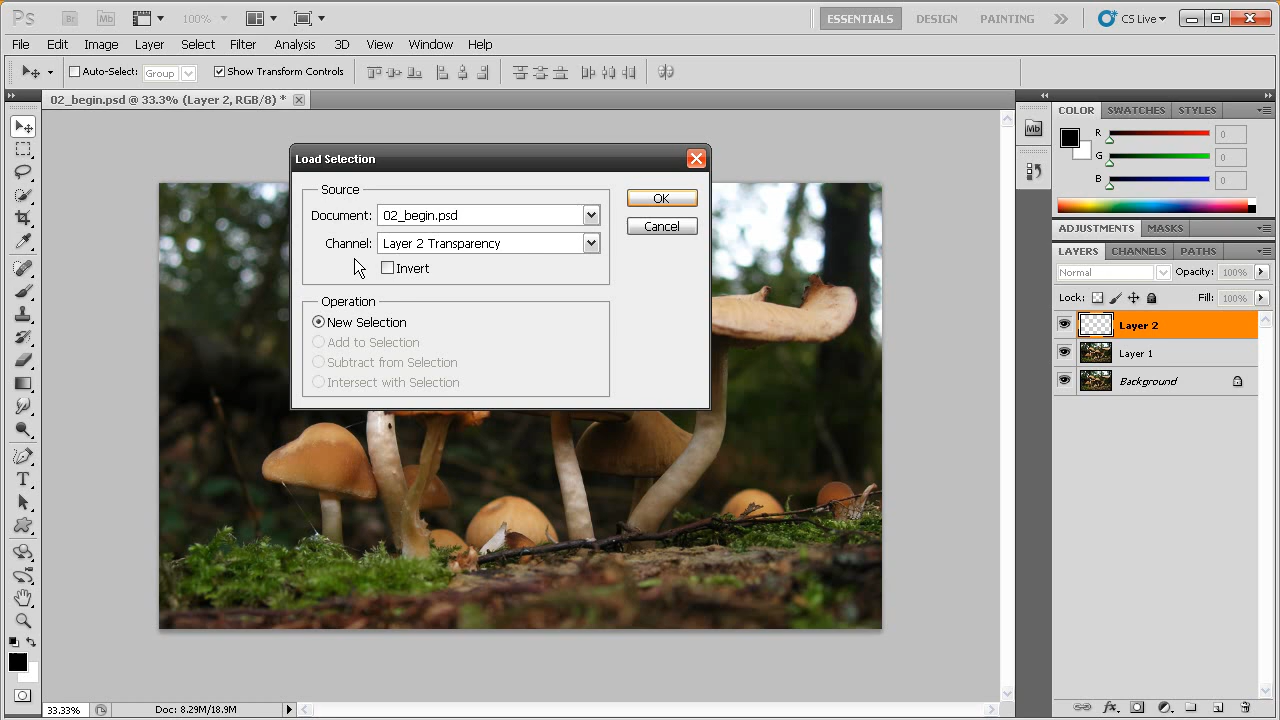 Ps Br Mb 100% ESSENTIALS DESIGN PAINTING CS Live
File Edit Image Layer Select Filter Analysis 3D View Window Help
Auto-Select: Group Show Transform Controls
02_begin.psd @ 33.3% (Layer 2, RGB/8) *
COLOR SWATCHES STYLES
Mb
R 0
G 0
B 0
Load Selection
Source
Document: 02_begin.psd
Channel: Layer 2 Transparency
Invert
OK
Cancel
Operation
New Selection
Add to Selection
Subtract from Selection
Intersect with Selection
ADJUSTMENTS MASKS
LAYERS CHANNELS PATHS
Normal Opacity: 100%
Lock: Fill: 100%
Layer 2
Layer 1
Background
T
33.33% Doc: 8.29M/18.9M
fx